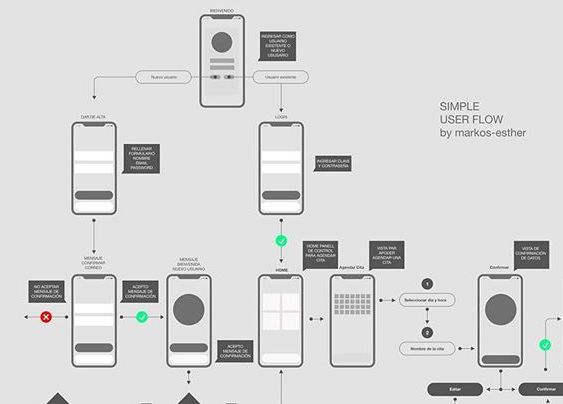 BIENVENIDO
INGRESAR COMO
USUARIO
EXISTENTE O
NUEVO
USUSARIO
Nuevo usuario
Usuario existente
SIMPLE
USER FLOW
by markos-esther
DAR DE ALTA
LOGIN
RELLENAR
FORMULARIO
NOMBRE
EMAIL
PASSWORD
INGRESAR CLAVE
Y CONTRASEÑA
MENSAJE
CONFIRMAR
CORREO
MENSAJE
BIENVENIDA
NUEVO USUARIO
HOME
HOME PANELL
DE CONTROL
PARA AGENDAR
CITA
Agendar Cita
VISTA PAR
APODER
AGENDAR UNA
CITA
Confirmar
VISTA DE
CONFIRMACIÓN
DE DATOS
NO ACEPTAR
MENSAJE DE
CONFIRMACIÓN
ACEPTO
MENSAJE DE
CONFIRMACIÓN
1
Seleccionar dia y hora
2
Nombre de la cita
ACEPTO
MENSAJE DE
CONFIRMACIÓN
Editar
Confirmar